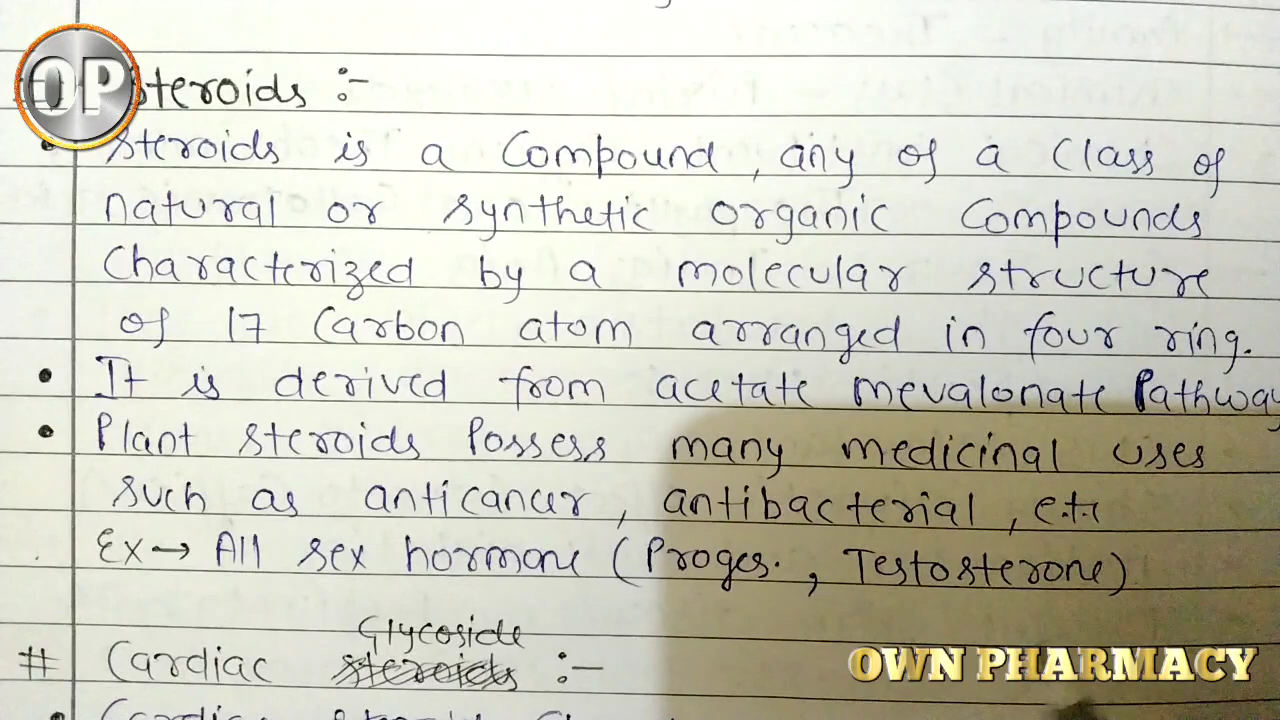 OP
# Steroids :-
• Steroids is a Compound, any of a Class of
natural or synthetic organic Compounds
Characterized by a molecular structure
of 17 Carbon atom arranged in four ring.
• It is derived from acetate mevalonate Pathway
• Plant steroids Possess many medicinal uses
such as anticancer, antibacterial, e.t.c
Ex → All sex hormone (Proges. , Testosterone)
Glycoside
# Cardiac steroids :-
OWN PHARMACY